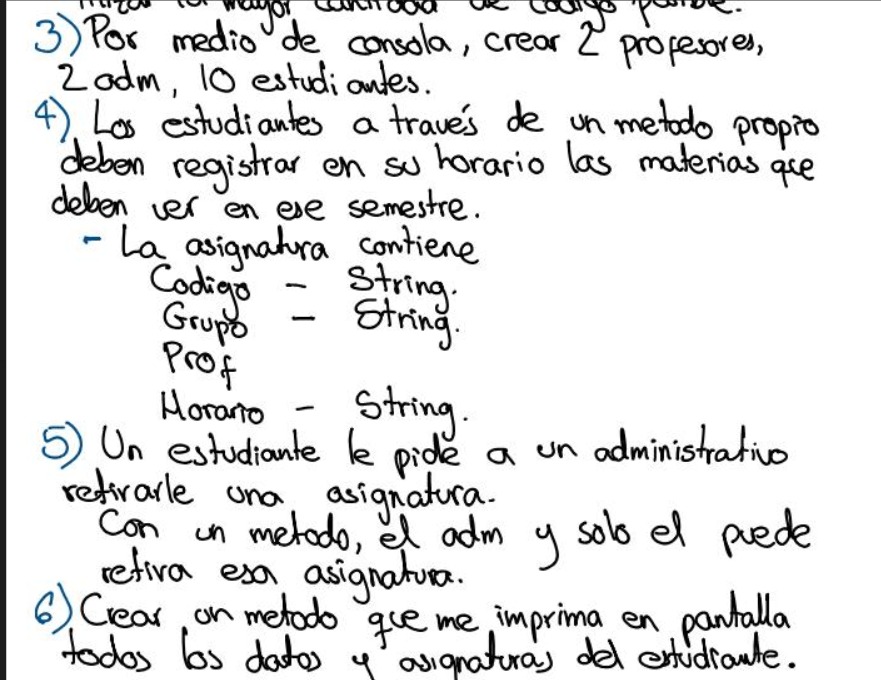 mayor cantidad de codigo posible.
3) Por medio de consola, crear 2 profesores,
2 adm, 10 estudiantes.
4) Los estudiantes a través de un metodo propio
deben registrar en su horario las materias que
deben ver en ese semestre.
- La asignatura contiene
Codigo - String.
Grupo - String.
Prof
Horario - String.
5) Un estudiante le pide a un administrativo
retirarle una asignatura.
Con un metodo, el adm y solo el puede
retira esa asignatura.
6) Crear un metodo que me imprima en pantalla
todos los datos y asignaturas del estudiante.